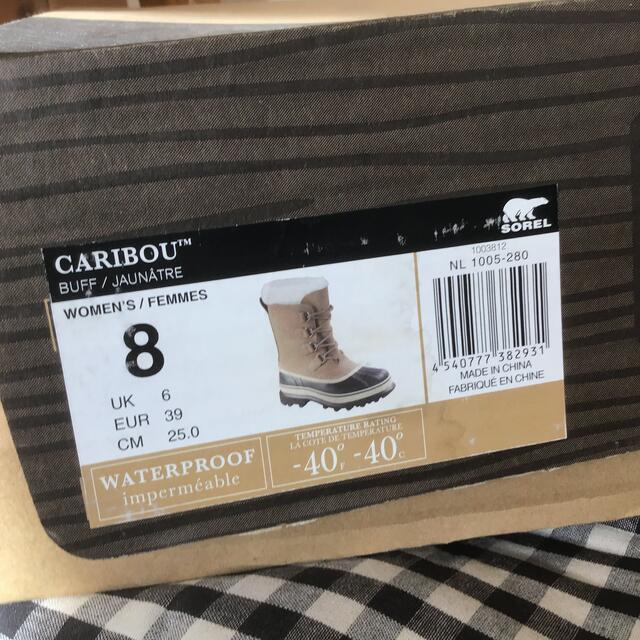 CARIBOU™
BUFF / JAUNÂTRE
SOREL
WOMEN'S / FEMMES
8
UK 6
EUR 39
CM 25.0
1003812
NL 1005-280
4 540777 382931
MADE IN CHINA
FABRIQUÉ EN CHINE
WATERPROOF
imperméable
TEMPERATURE RATING
LA COTE DE TEMPERATURE
-40°F -40°C